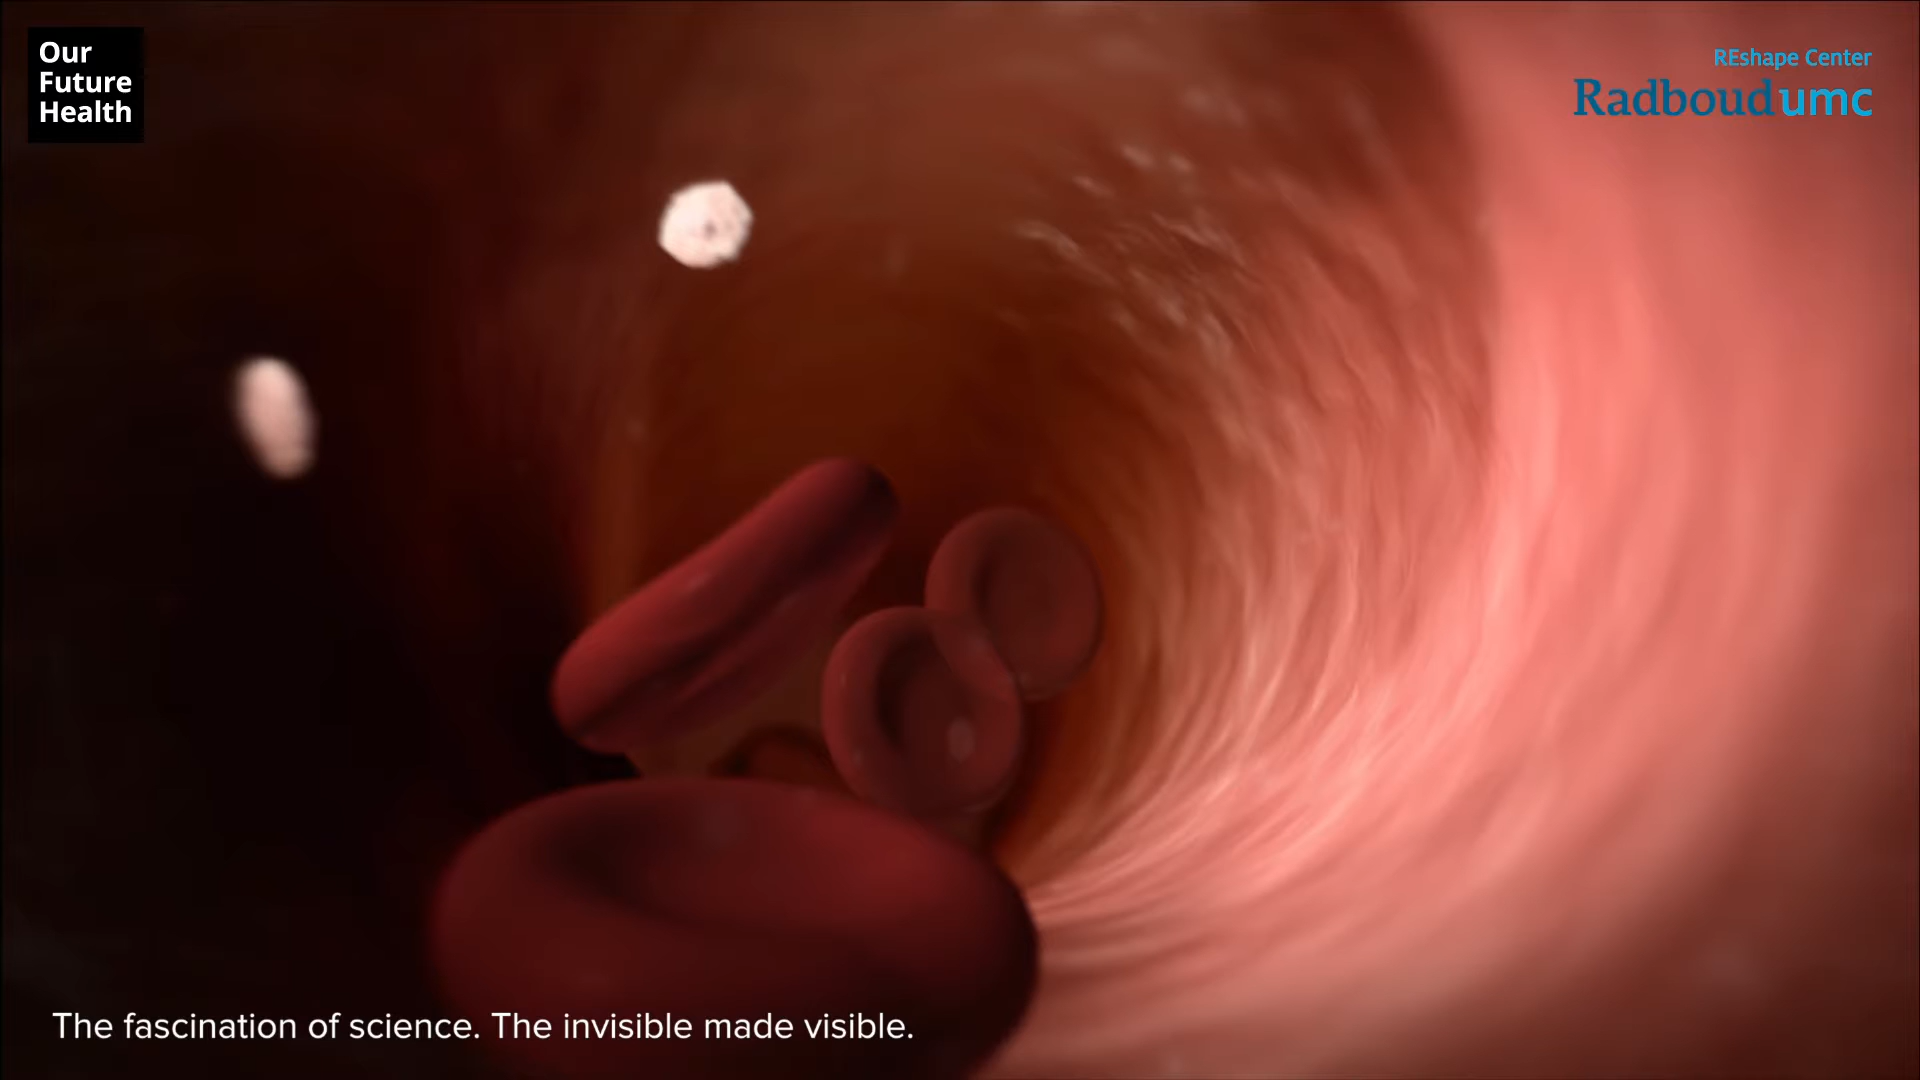 Our
Future
Health
REshape Center
Radboudumc
The fascination of science. The invisible made visible.